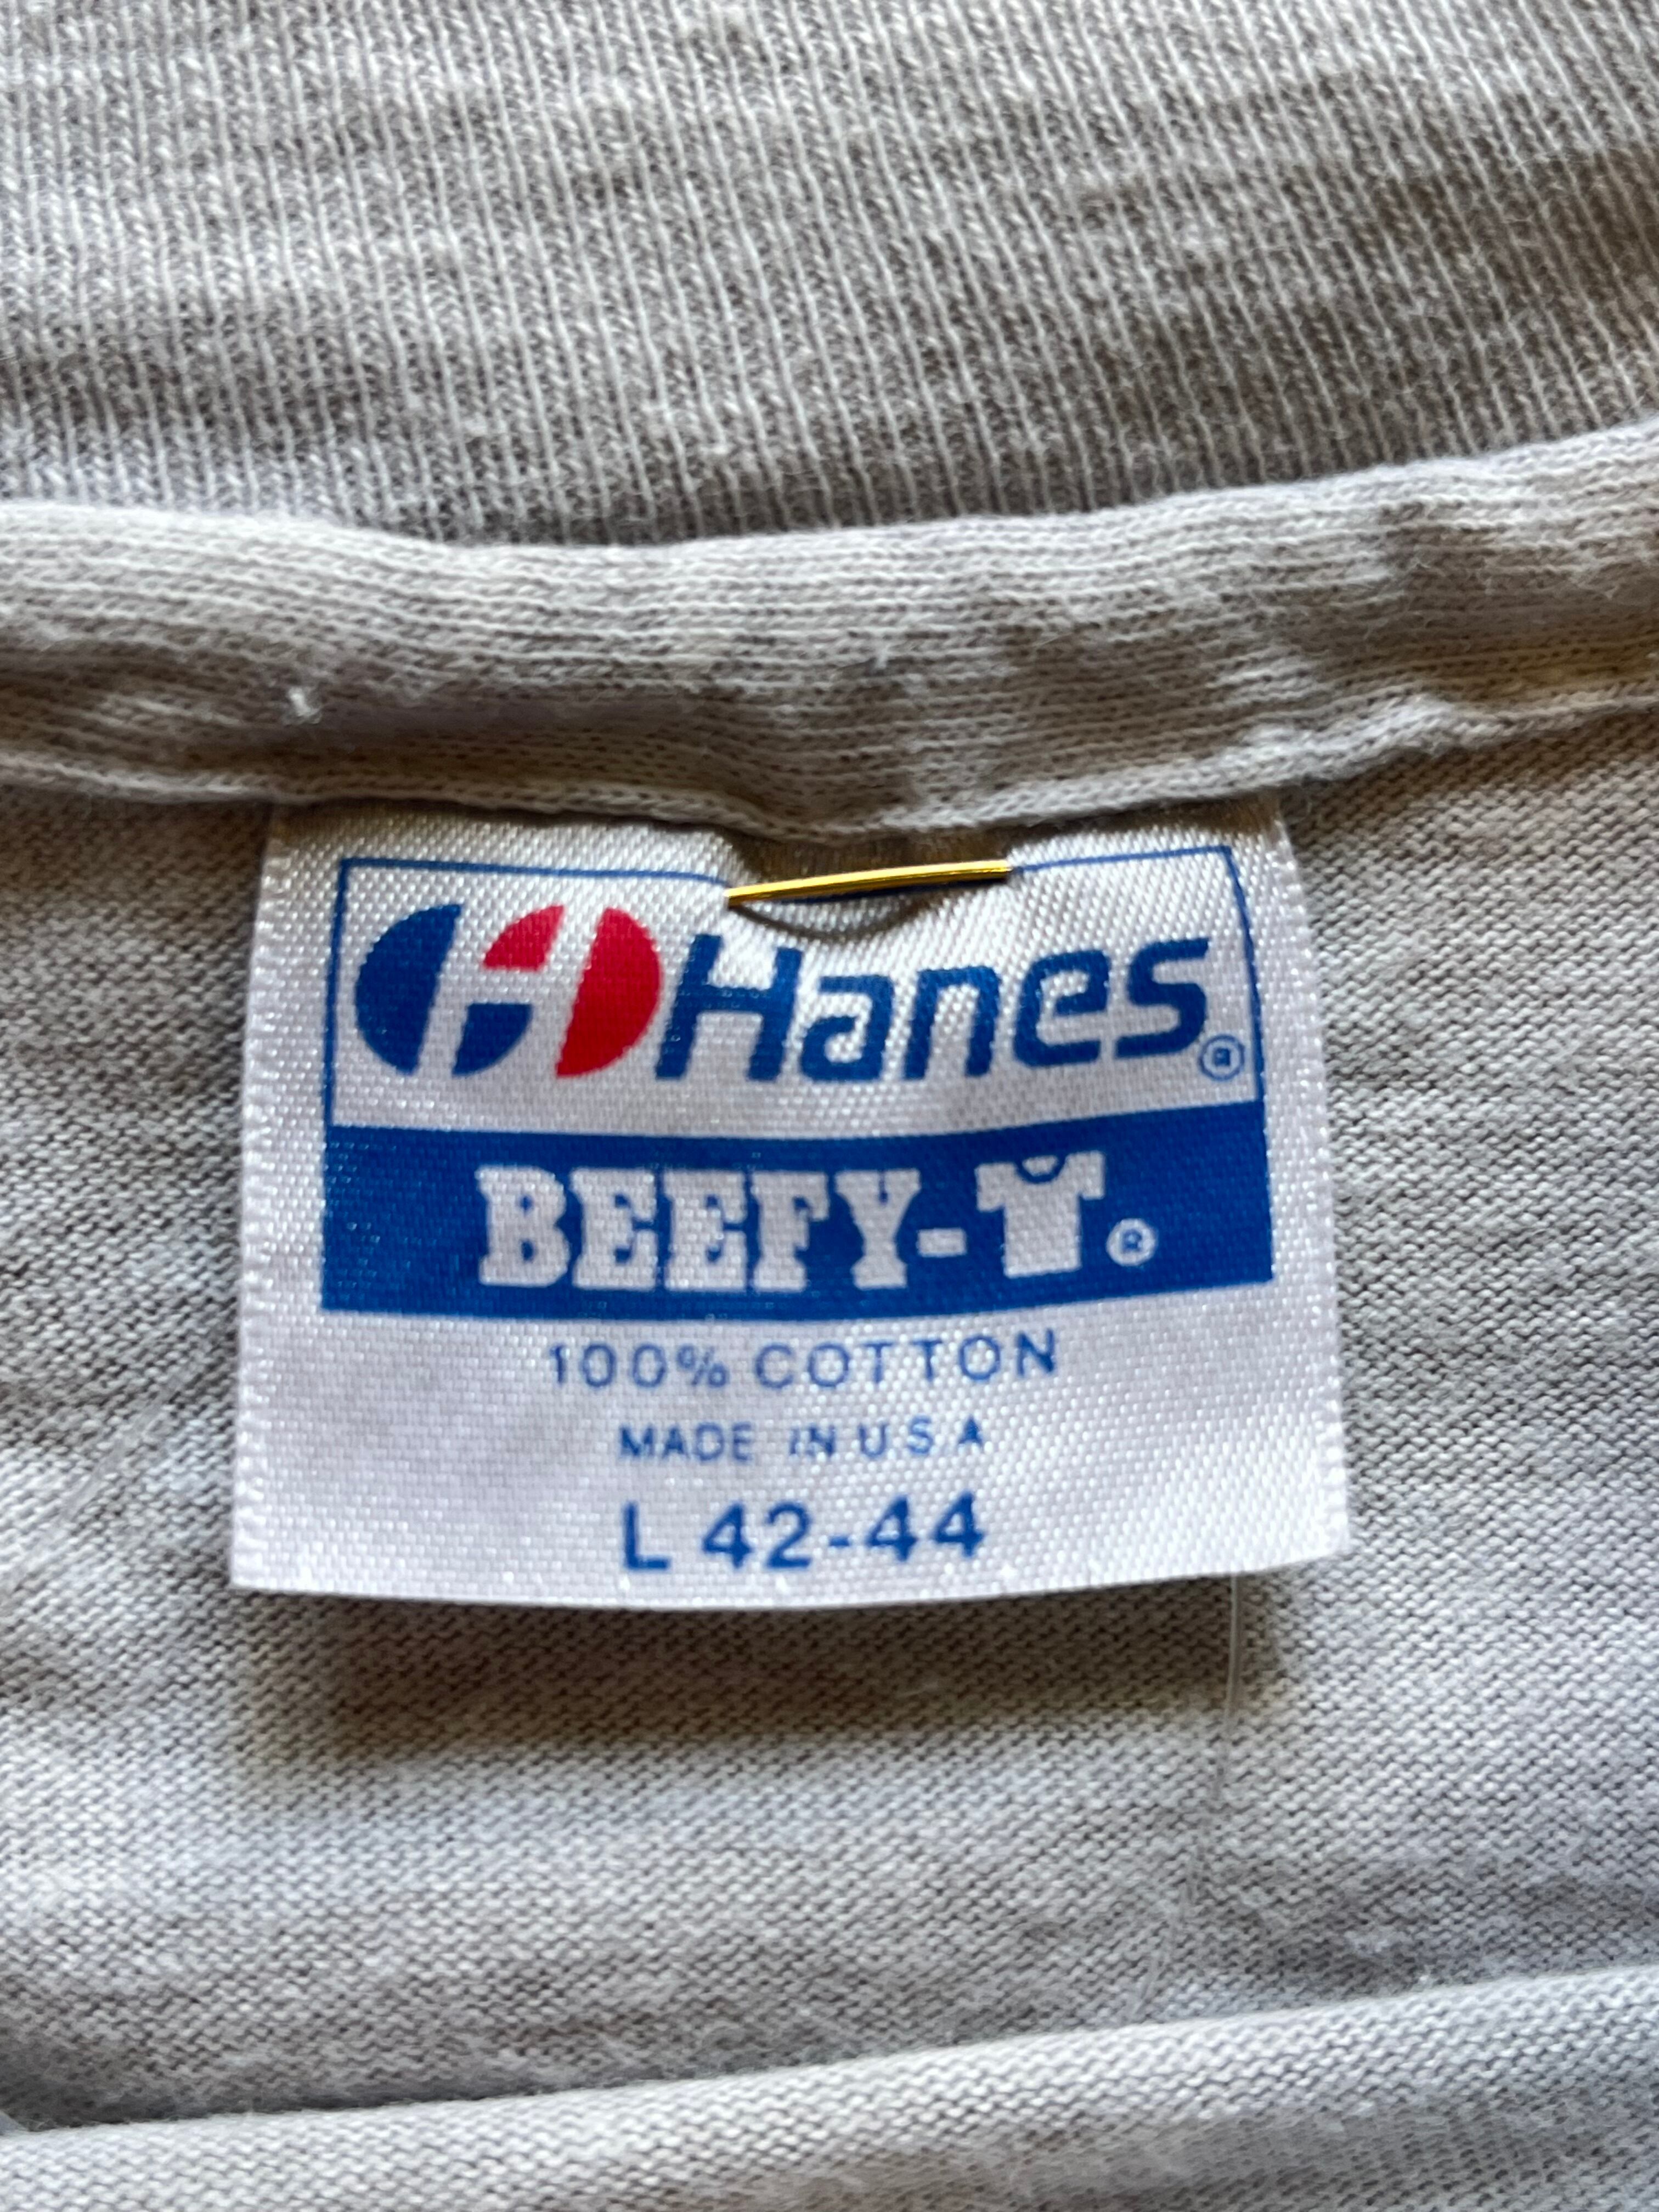 Hanes®
BEEFY-T®
100% COTTON
MADE IN U.S.A
L 42-44